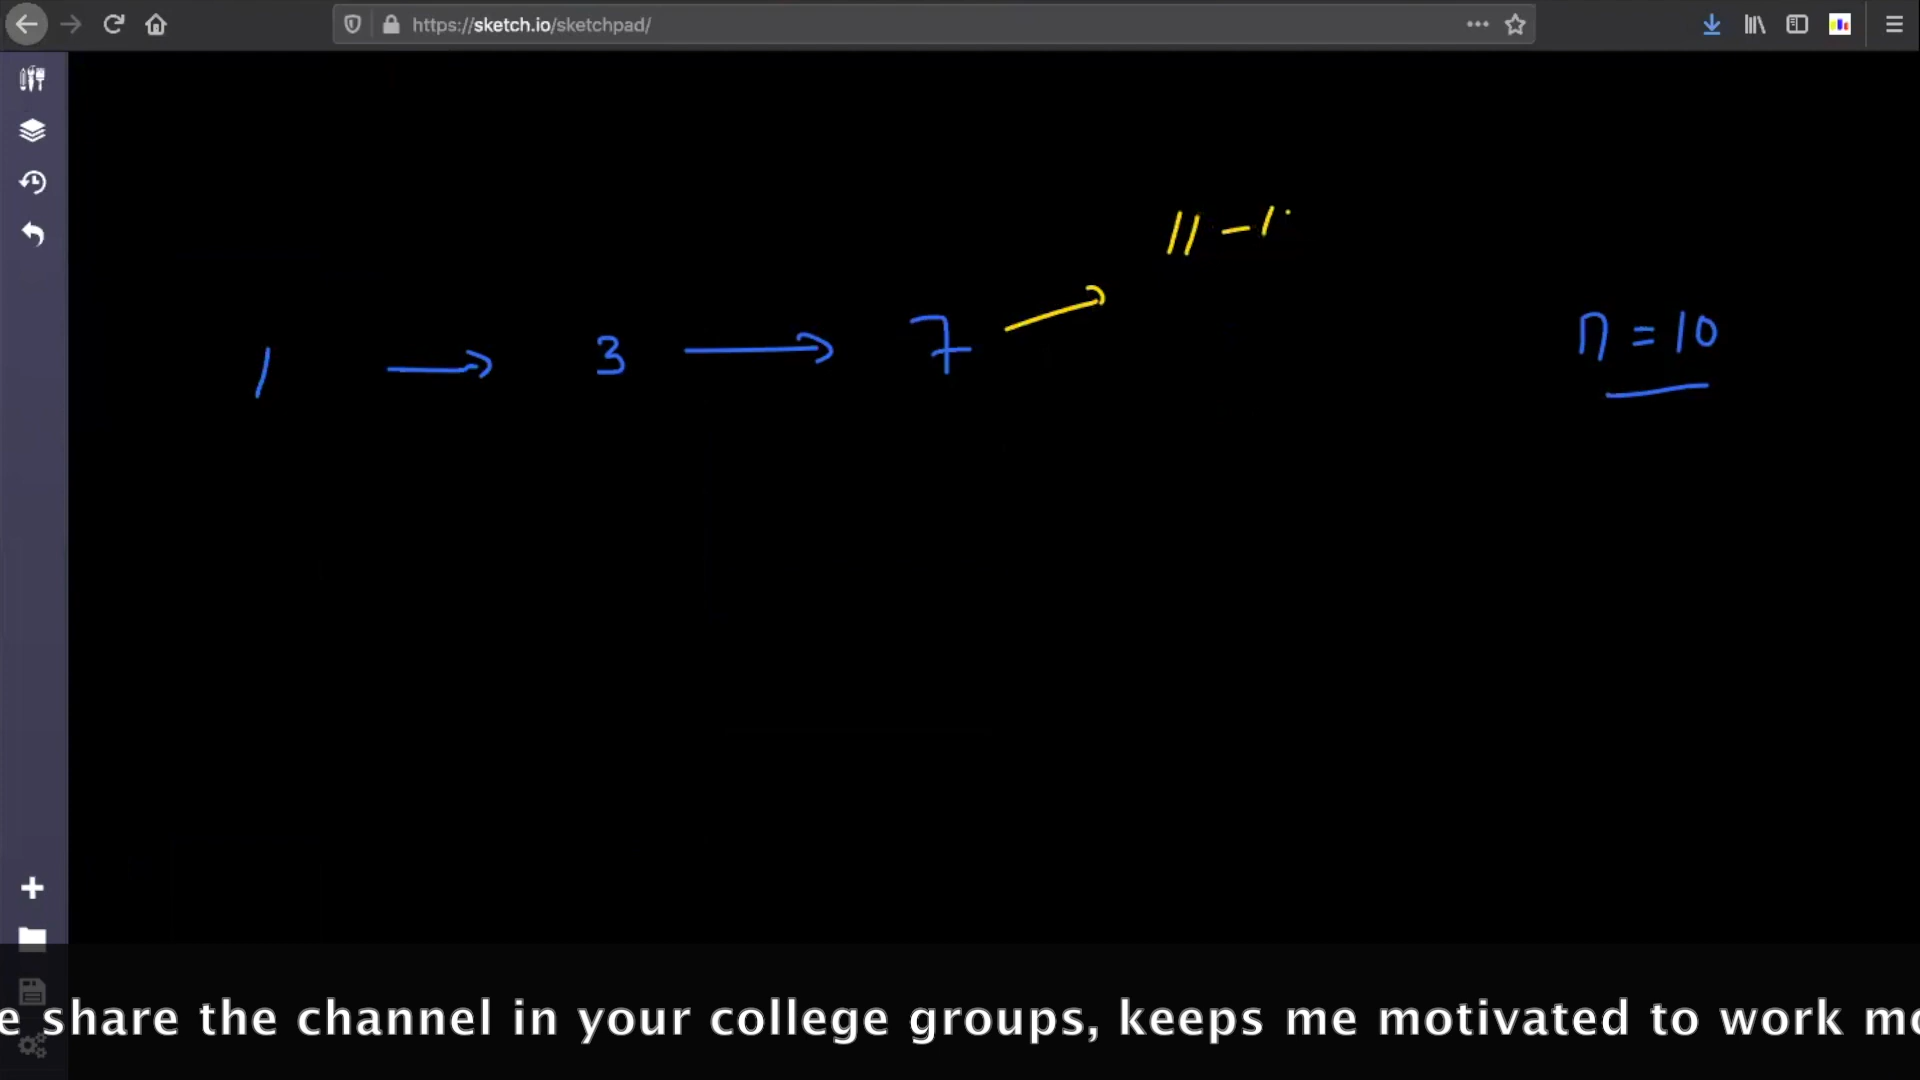 https://sketch.io/sketchpad/
11 - 1
1 → 3 → 7 →
n = 10
e share the channel in your college groups, keeps me motivated to work mo